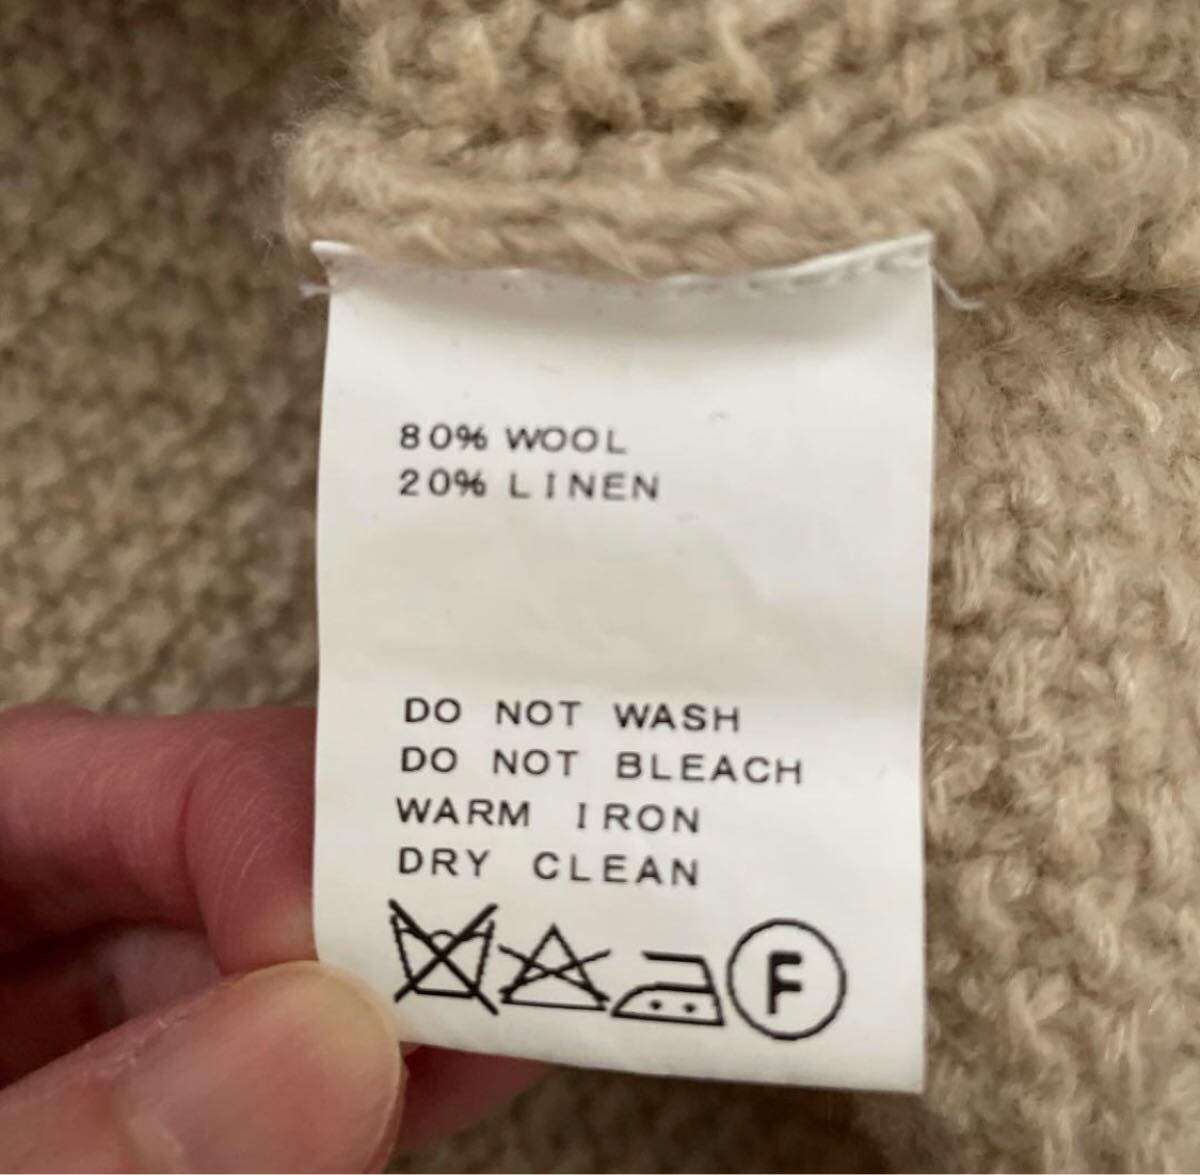 80% WOOL
20% LINEN
DO NOT WASH
DO NOT BLEACH
WARM IRON
DRY CLEAN
F